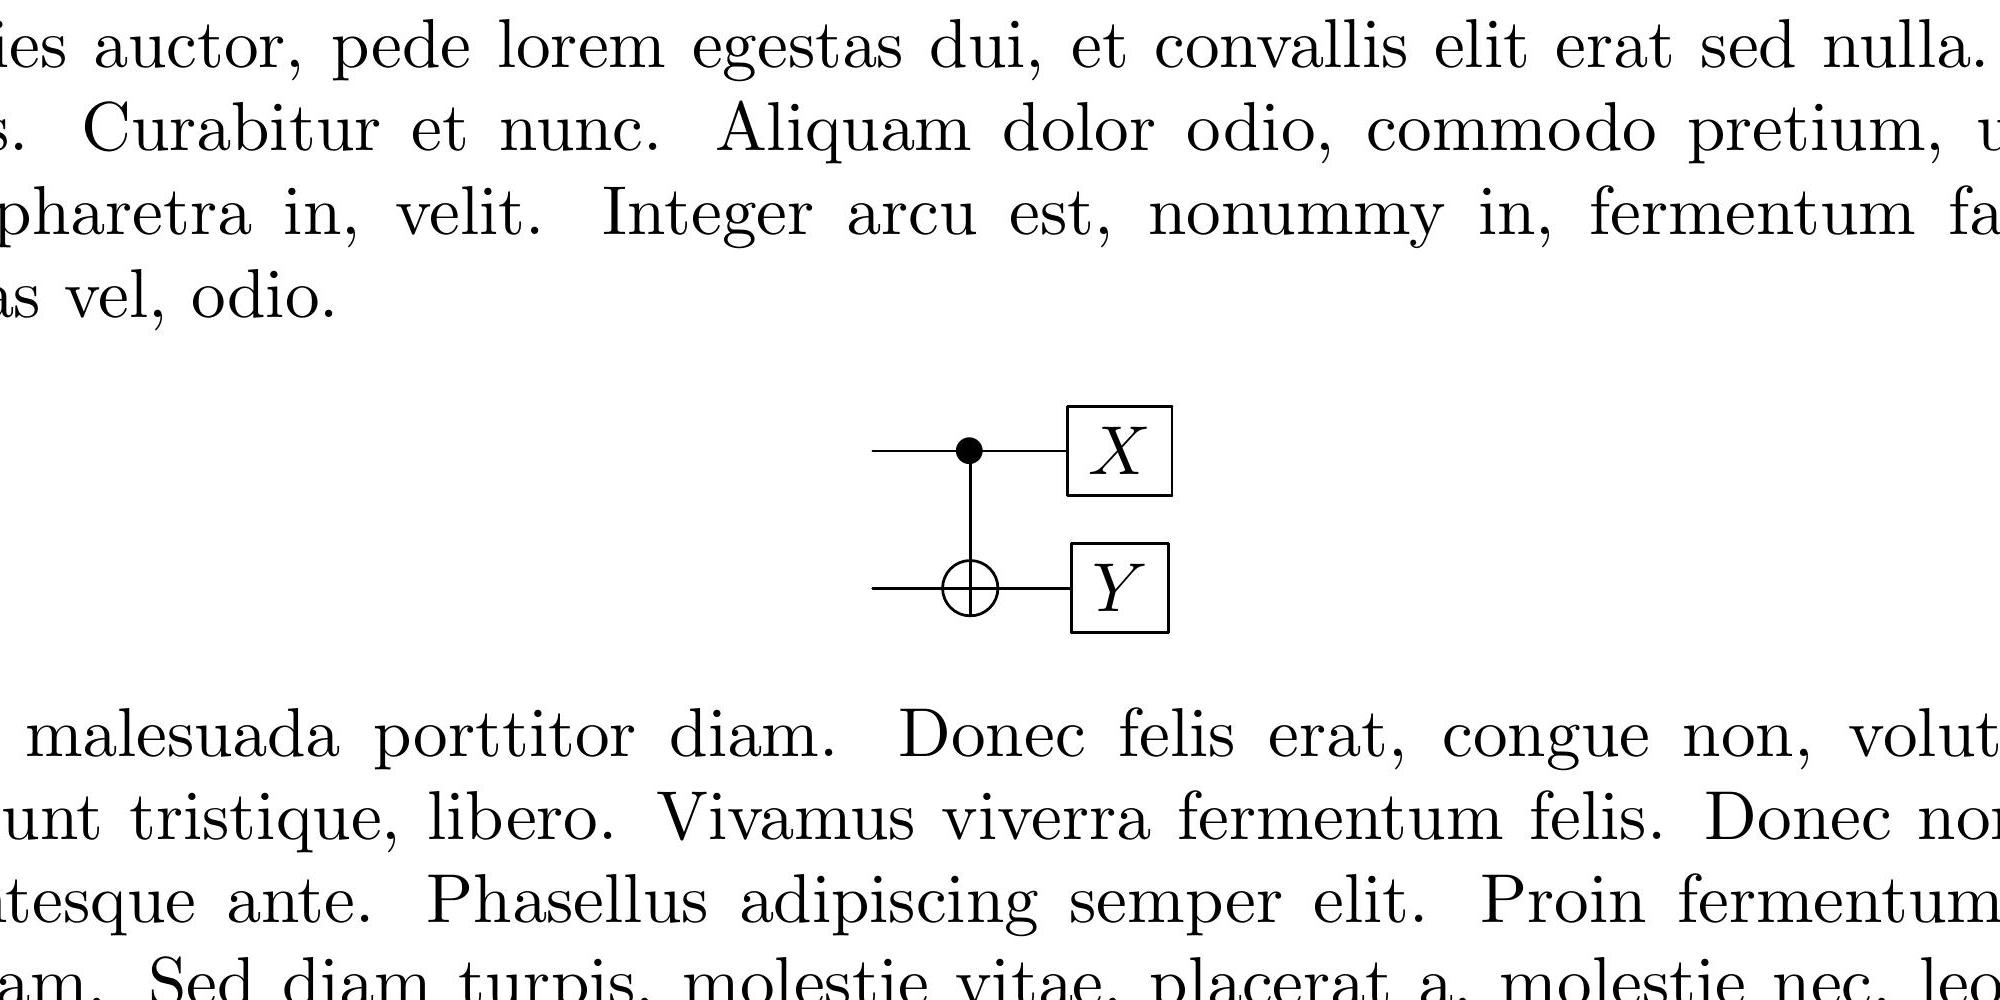 ies auctor, pede lorem egestas dui, et convallis elit erat sed nulla.
s. Curabitur et nunc. Aliquam dolor odio, commodo pretium, u
pharetra in, velit. Integer arcu est, nonummy in, fermentum fa
as vel, odio.
X
Y
malesuada porttitor diam. Donec felis erat, congue non, volut
unt tristique, libero. Vivamus viverra fermentum felis. Donec non
ntesque ante. Phasellus adipiscing semper elit. Proin fermentum
am. Sed diam turpis, molestie vitae, placerat a, molestie nec, leo